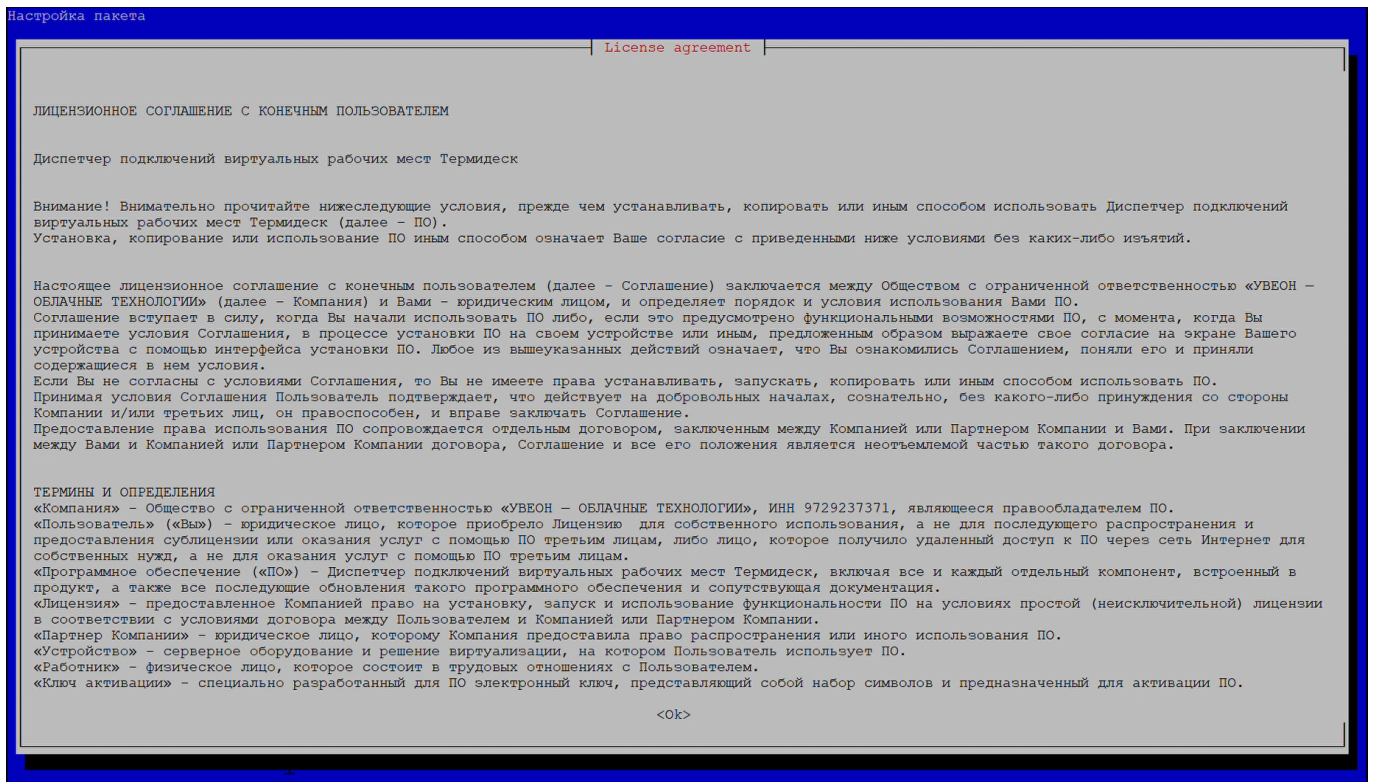 Настройка пакета
License agreement
ЛИЦЕНЗИОННОЕ СОГЛАШЕНИЕ С КОНЕЧНЫМ ПОЛЬЗОВАТЕЛЕМ
Диспетчер подключений виртуальных рабочих мест Термидеск
Внимание! Внимательно прочитайте нижеследующие условия, прежде чем устанавливать, копировать или иным способом использовать Диспетчер подключений
виртуальных рабочих мест Термидеск (далее – ПО).
Установка, копирование или использование ПО иным способом означает Ваше согласие с приведенными ниже условиями без каких-либо изъятий.
Настоящее лицензионное соглашение с конечным пользователем (далее – Соглашение) заключается между Обществом с ограниченной ответственностью «УВЕОН —
ОБЛАЧНЫЕ ТЕХНОЛОГИИ» (далее – Компания) и Вами – юридическим лицом, и определяет порядок и условия использования Вами ПО.
Соглашение вступает в силу, когда Вы начали использовать ПО либо, если это предусмотрено функциональными возможностями ПО, с момента, когда Вы
принимаете условия Соглашения, в процессе установки ПО на своем устройстве или иным, предложенным образом выражаете свое согласие на экране Вашего
устройства с помощью интерфейса установки ПО. Любое из вышеуказанных действий означает, что Вы ознакомились Соглашением, поняли его и приняли
содержащиеся в нем условия.
Если Вы не согласны с условиями Соглашения, то Вы не имеете права устанавливать, запускать, копировать или иным способом использовать ПО.
Принимая условия Соглашения Пользователь подтверждает, что действует на добровольных началах, сознательно, без какого-либо принуждения со стороны
Компании и/или третьих лиц, он правоспособен, и вправе заключать Соглашение.
Предоставление права использования ПО сопровождается отдельным договором, заключенным между Компанией или Партнером Компании и Вами. При заключении
между Вами и Компанией или Партнером Компании договора, Соглашение и все его положения является неотъемлемой частью такого договора.
ТЕРМИНЫ И ОПРЕДЕЛЕНИЯ
«Компания» – Общество с ограниченной ответственностью «УВЕОН — ОБЛАЧНЫЕ ТЕХНОЛОГИИ», ИНН 9729237371, являющееся правообладателем ПО.
«Пользователь» («Вы») – юридическое лицо, которое приобрело Лицензию  для собственного использования, а не для последующего распространения и
предоставления сублицензии или оказания услуг с помощью ПО третьим лицам, либо лицо, которое получило удаленный доступ к ПО через сеть Интернет для
собственных нужд, а не для оказания услуг с помощью ПО третьим лицам.
«Программное обеспечение («ПО») – Диспетчер подключений виртуальных рабочих мест Термидеск, включая все и каждый отдельный компонент, встроенный в
продукт, а также все последующие обновления такого программного обеспечения и сопутствующая документация.
«Лицензия» – предоставленное Компанией право на установку, запуск и использование функциональности ПО на условиях простой (неисключительной) лицензии
в соответствии с условиями договора между Пользователем и Компанией или Партнером Компании.
«Партнер Компании» – юридическое лицо, которому Компания предоставила право распространения или иного использования ПО.
«Устройство» – серверное оборудование и решение виртуализации, на котором Пользователь использует ПО.
«Работник» – физическое лицо, которое состоит в трудовых отношениях с Пользователем.
«Ключ активации» – специально разработанный для ПО электронный ключ, представляющий собой набор символов и предназначенный для активации ПО.
<Ok>